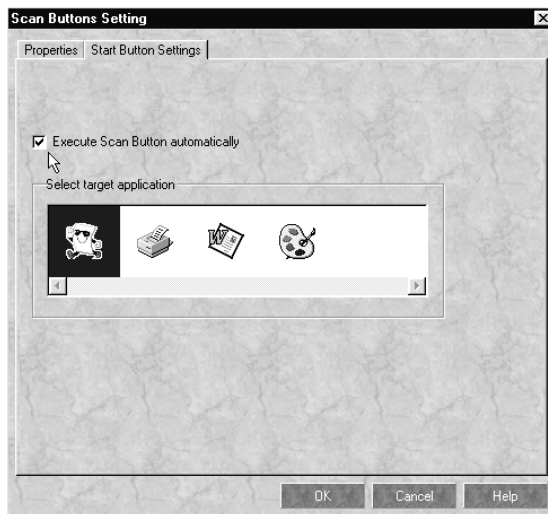 Scan Buttons Setting
Properties Start Button Settings
Execute Scan Button automatically
Select target application
W
OK Cancel Help